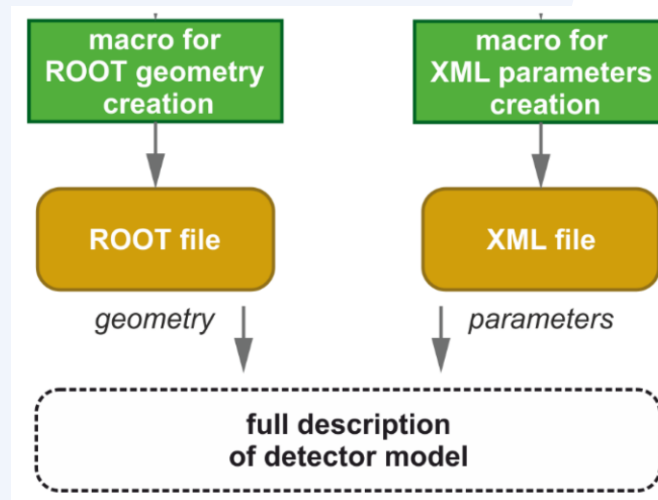 macro for
ROOT geometry
creation
macro for
XML parameters
creation
ROOT file
XML file
geometry
parameters
full description
of detector model